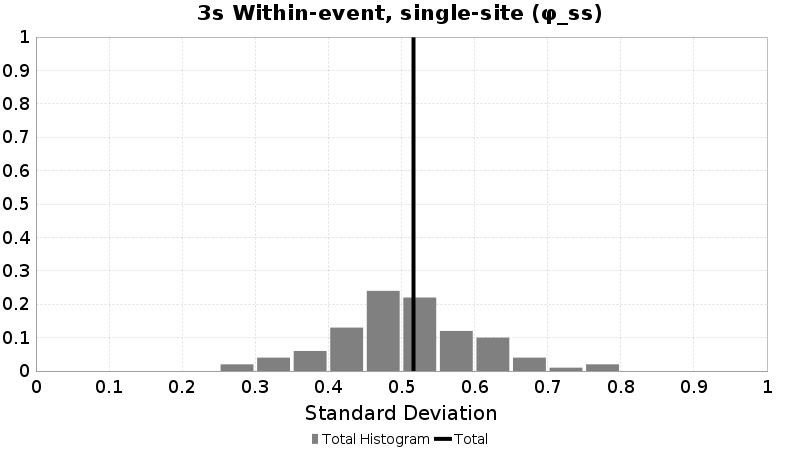 3s Within-event, single-site (φ_ss)
1
0.9
0.8
0.7
0.6
0.5
0.4
0.3
0.2
0.1
0
0 0.1 0.2 0.3 0.4 0.5 0.6 0.7 0.8 0.9 1
Standard Deviation
Total Histogram Total